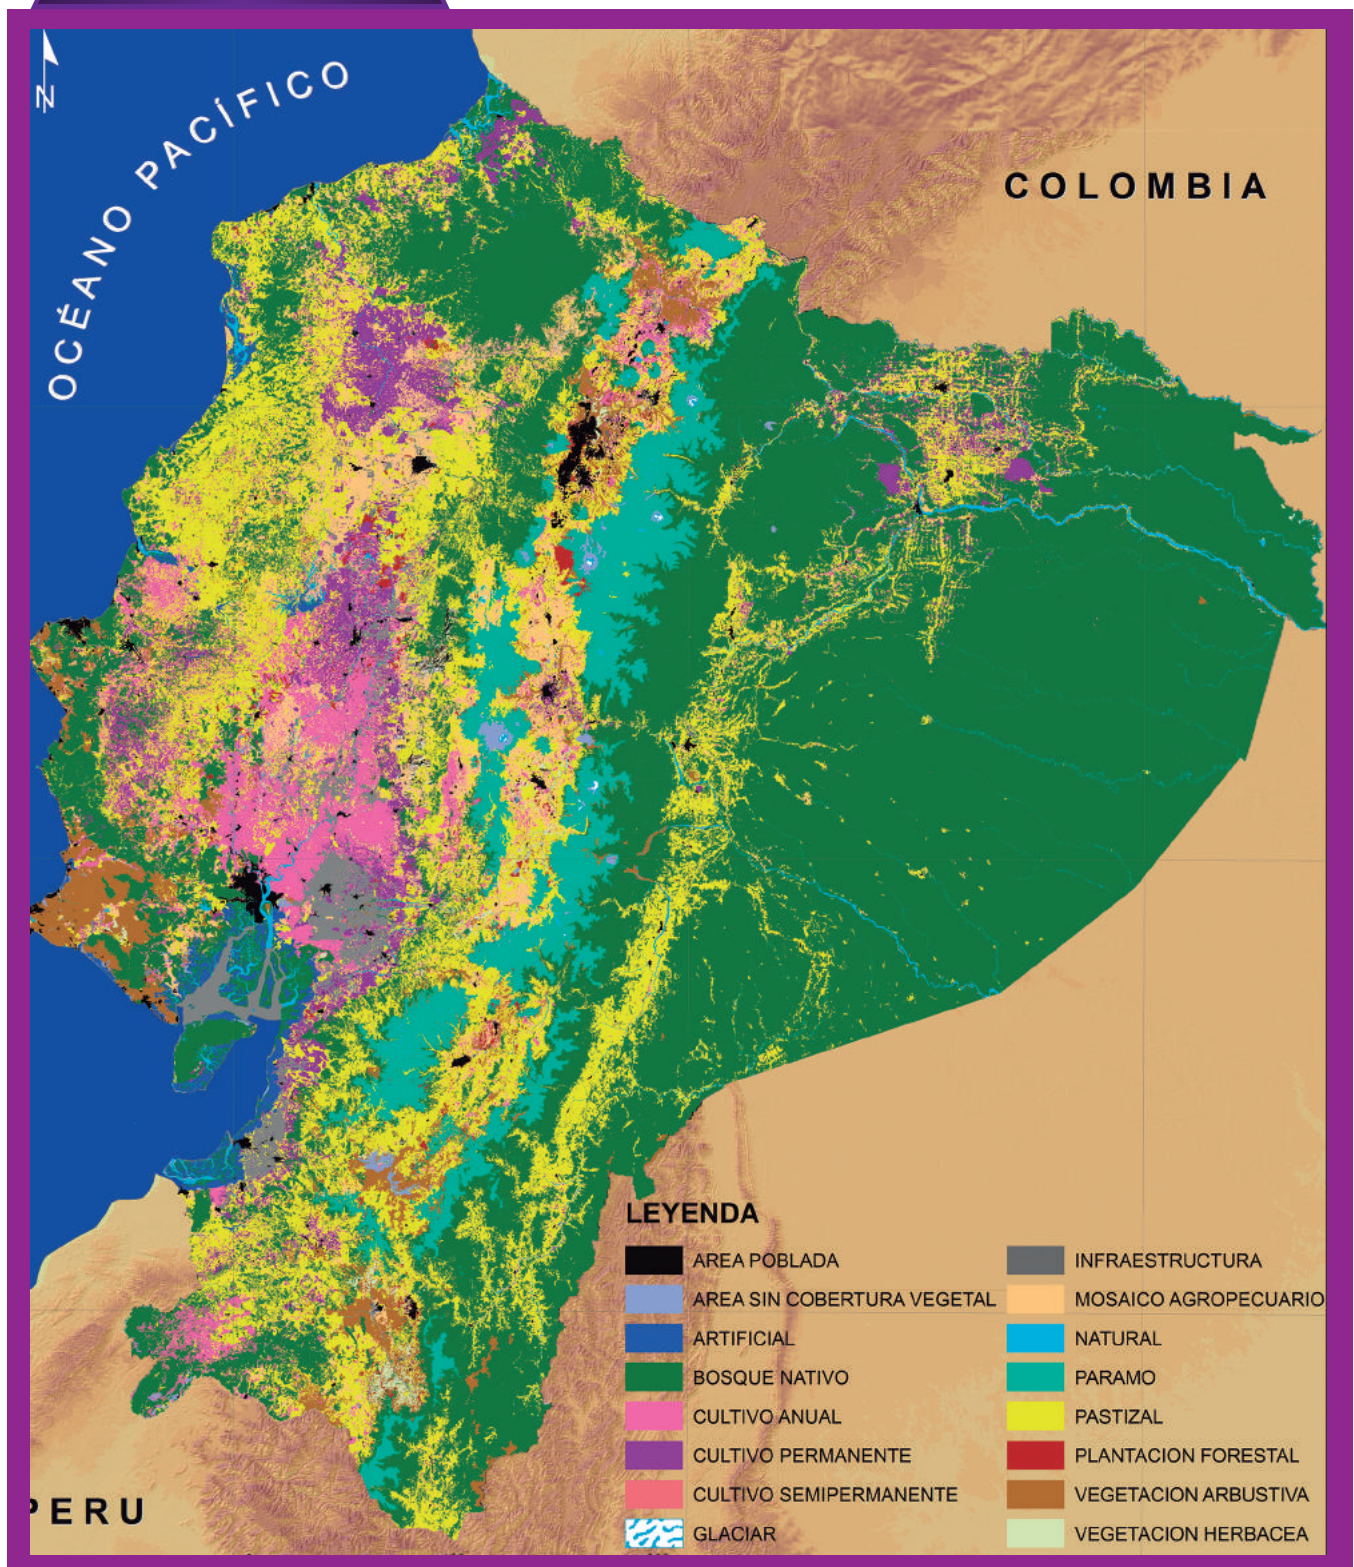 N
OCÉANO PACÍFICO
COLOMBIA
LEYENDA
AREA POBLADA
AREA SIN COBERTURA VEGETAL
ARTIFICIAL
BOSQUE NATIVO
CULTIVO ANUAL
CULTIVO PERMANENTE
CULTIVO SEMIPERMANENTE
GLACIAR
INFRAESTRUCTURA
MOSAICO AGROPECUARIO
NATURAL
PARAMO
PASTIZAL
PLANTACION FORESTAL
VEGETACION ARBUSTIVA
VEGETACION HERBACEA
PERU